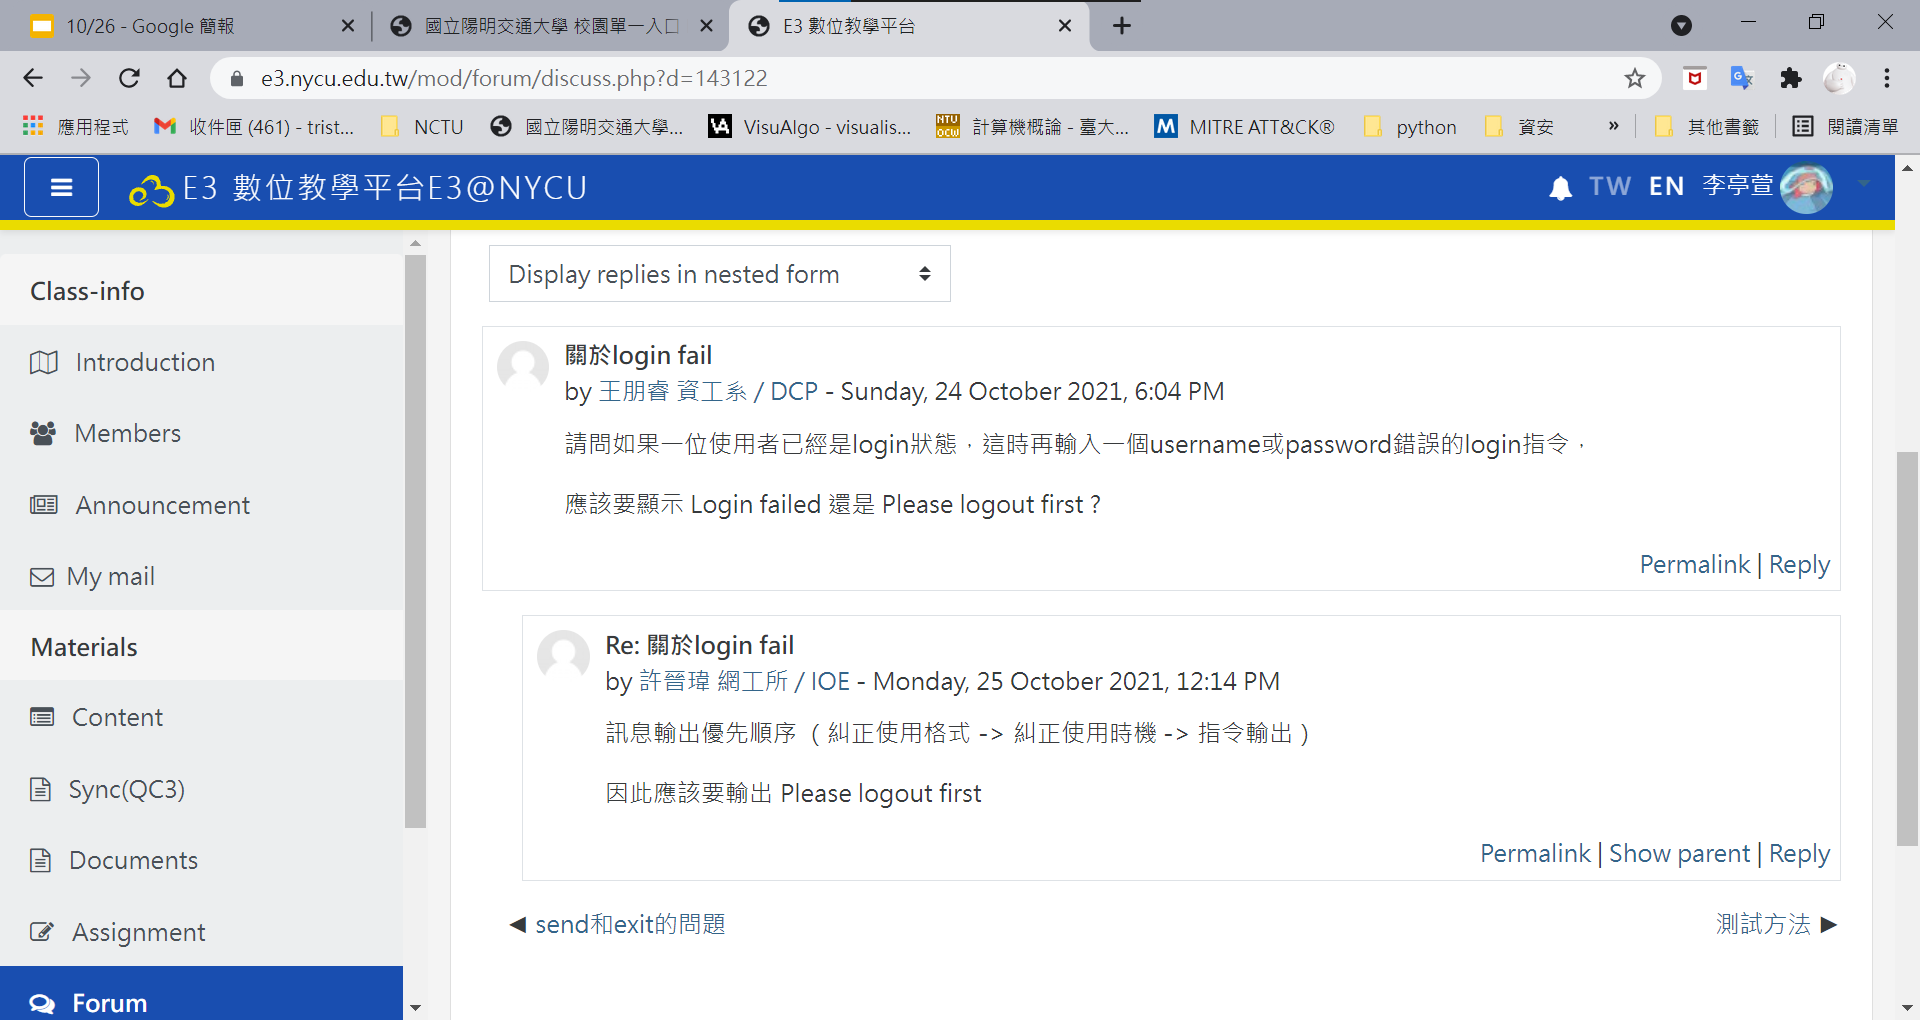 10/26 - Google 簡報
國立陽明交通大學 校園單一入口
E3 數位教學平台
e3.nycu.edu.tw/mod/forum/discuss.php?d=143122
應用程式
收件匣 (461) - trist...
NCTU
國立陽明交通大學...
VisuAlgo - visualis...
計算機概論 - 臺大...
MITRE ATT&CK®
python
資安
»
其他書籤
閱讀清單
E3 數位教學平台E3@NYCU
TW EN 李亭萱
Class-info
Introduction
Members
Announcement
My mail
Materials
Content
Sync(QC3)
Documents
Assignment
Forum
Display replies in nested form
關於login fail
by 王朋睿 資工系 / DCP - Sunday, 24 October 2021, 6:04 PM
請問如果一位使用者已經是login狀態，這時再輸入一個username或password錯誤的login指令，
應該要顯示 Login failed 還是 Please logout first ?
Permalink | Reply
Re: 關於login fail
by 許晉瑋 網工所 / IOE - Monday, 25 October 2021, 12:14 PM
訊息輸出優先順序 （ 糾正使用格式 -> 糾正使用時機 -> 指令輸出 ）
因此應該要輸出 Please logout first
Permalink | Show parent | Reply
◀ send和exit的問題
測試方法 ▶